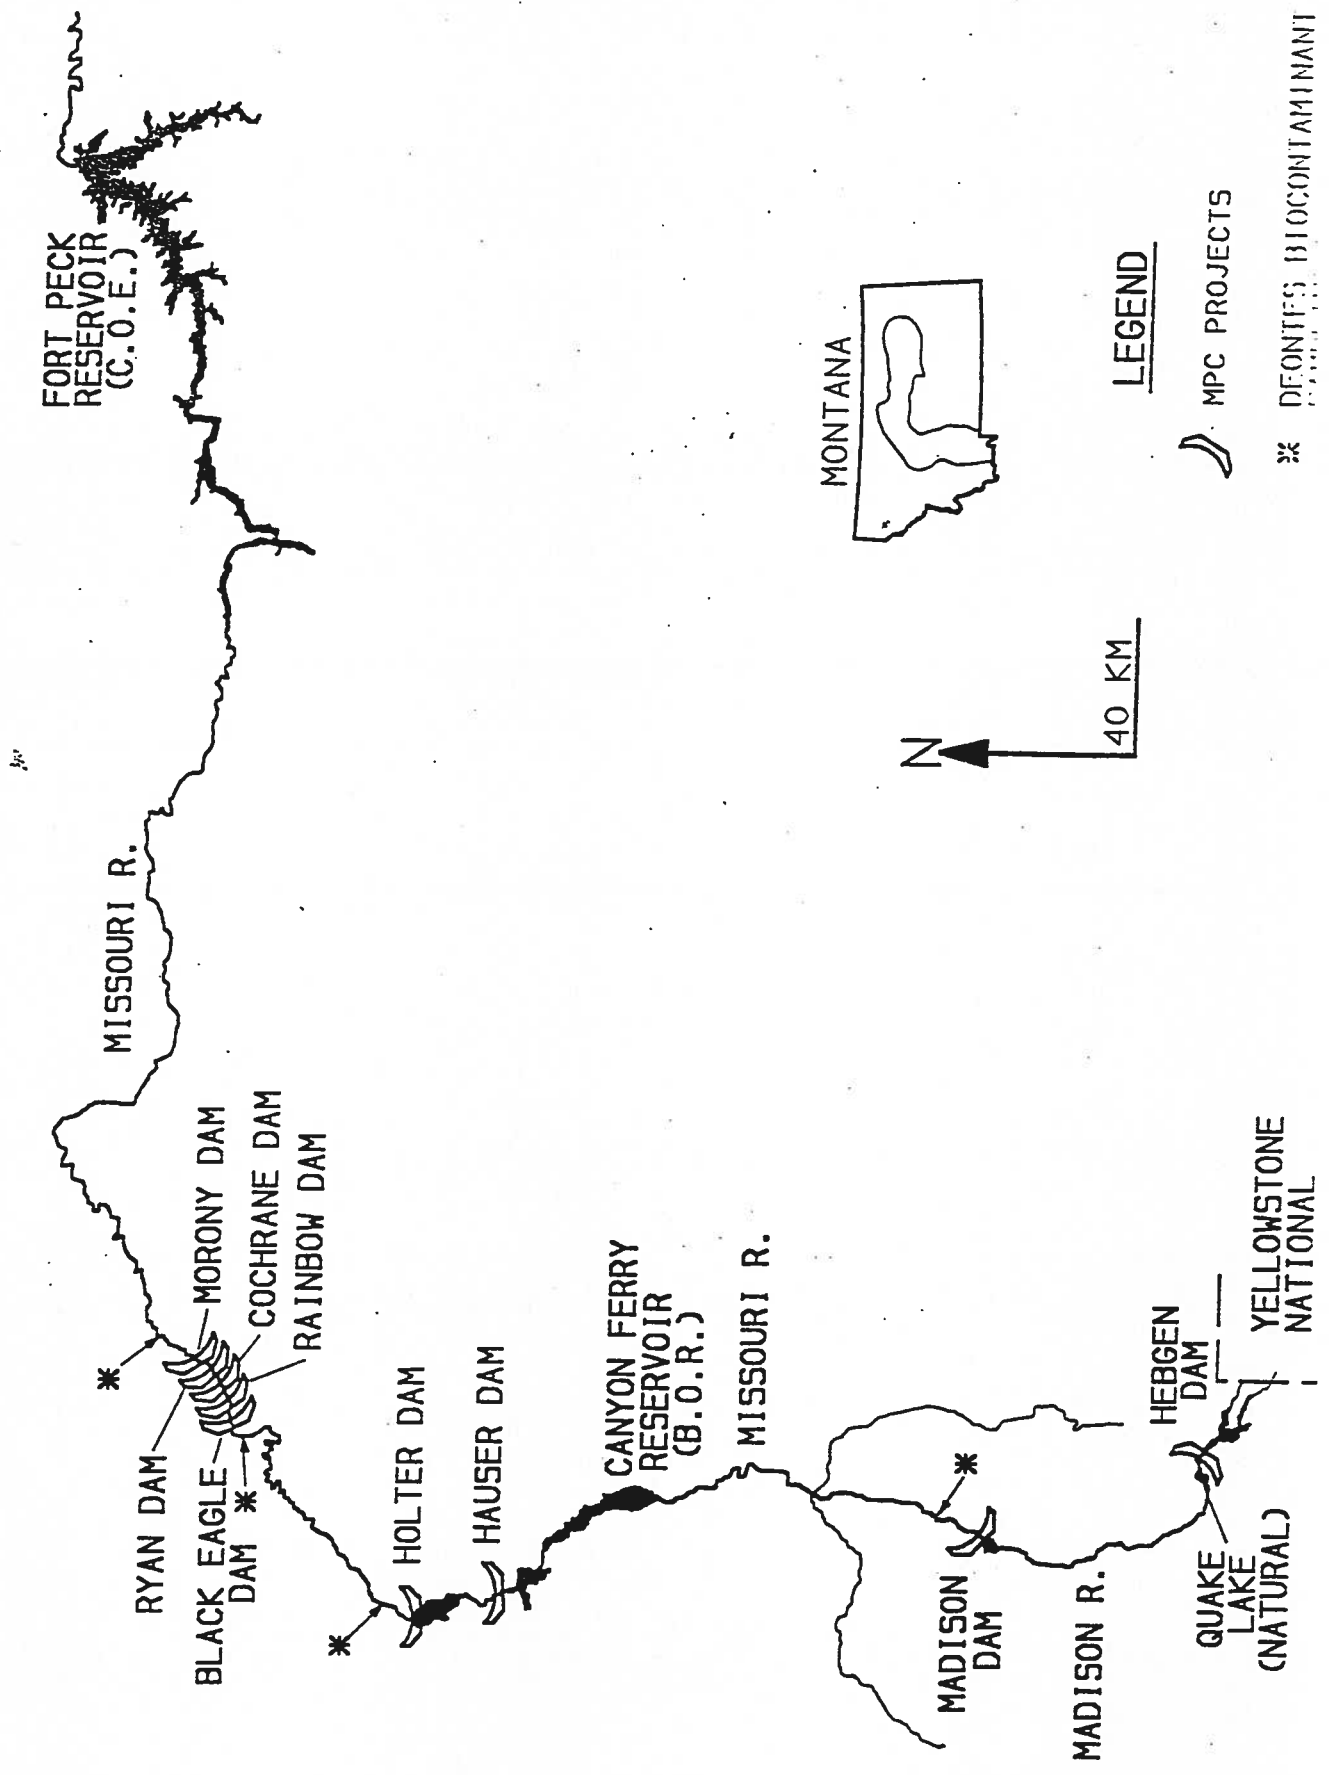 FORT PECK
RESERVOIR
(C.O.E.)
MISSOURI R.
RYAN DAM
MORONY DAM
BLACK EAGLE
DAM
COCHRANE DAM
RAINBOW DAM
HOLTER DAM
HAUSER DAM
CANYON FERRY
RESERVOIR
(B.O.R.)
MISSOURI R.
MADISON
DAM
MADISON R.
HEBGEN
DAM
QUAKE
LAKE
(NATURAL)
YELLOWSTONE
NATIONAL
MONTANA
N
40 KM
LEGEND
MPC PROJECTS
BIOCONTAMINANT